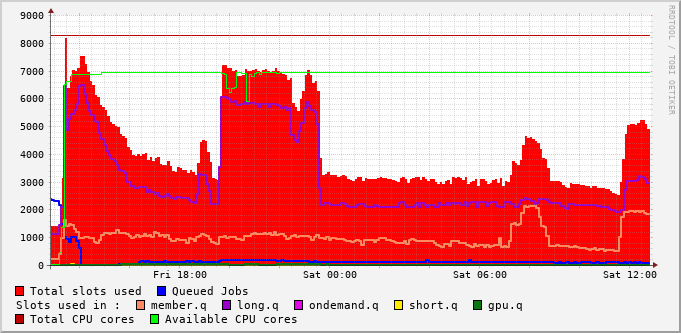 RRDTOOL / TOBI OETIKER
9000
8000
7000
6000
5000
4000
3000
2000
1000
0
Fri 18:00 Sat 00:00 Sat 06:00 Sat 12:00
Total slots used Queued Jobs
Slots used in : member.q long.q ondemand.q short.q gpu.q
Total CPU cores Available CPU cores